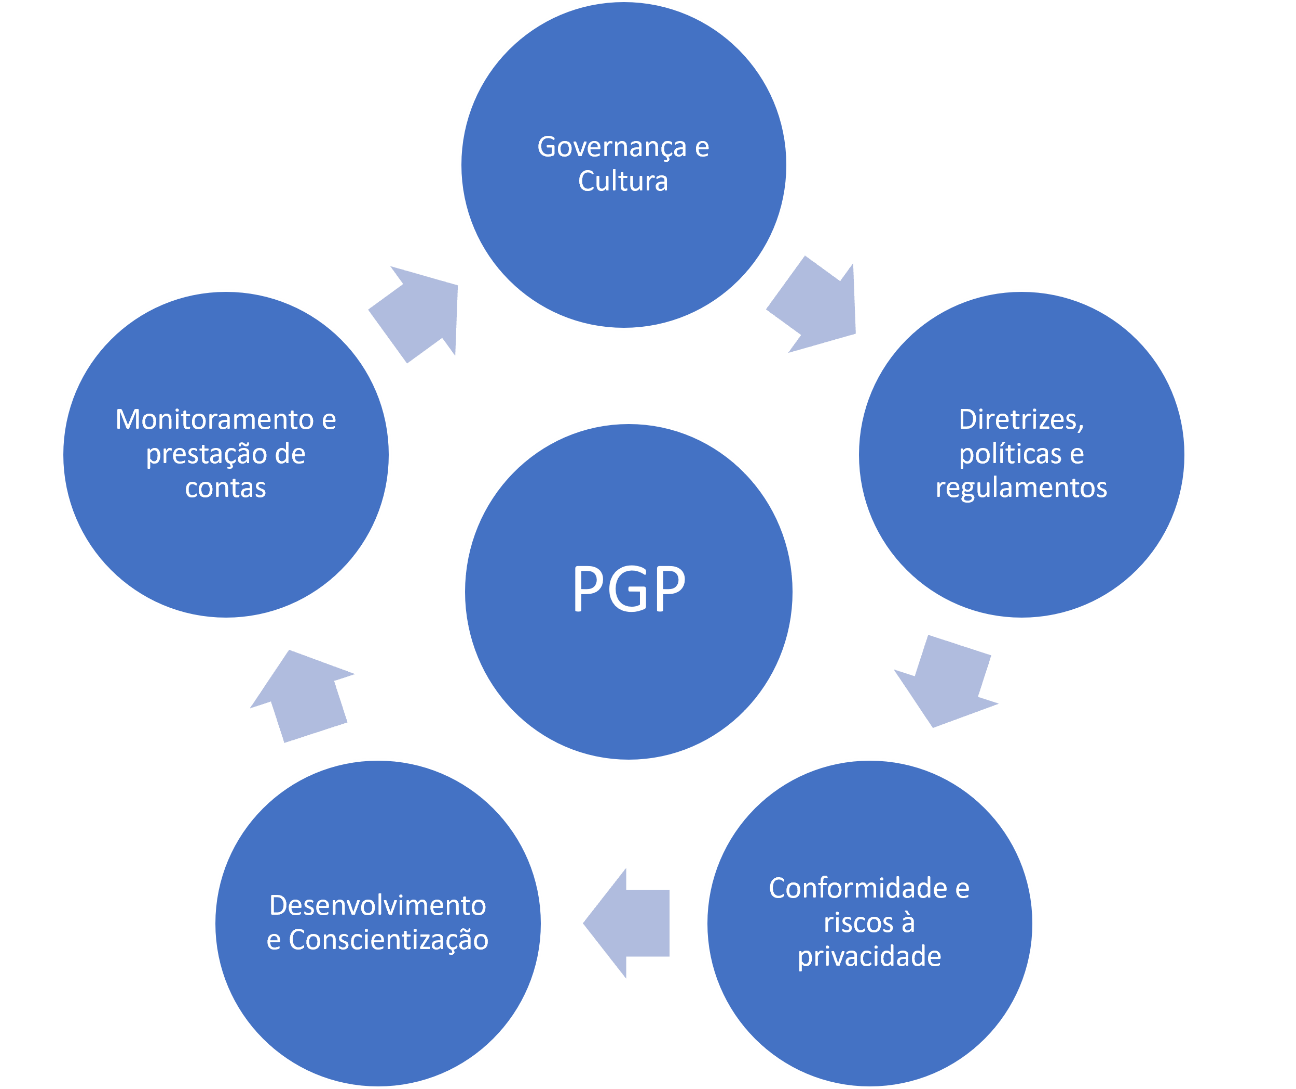 Governança e
Cultura
Diretrizes,
políticas e
regulamentos
Conformidade e
riscos à
privacidade
Desenvolvimento
e Conscientização
Monitoramento e
prestação de
contas
PGP